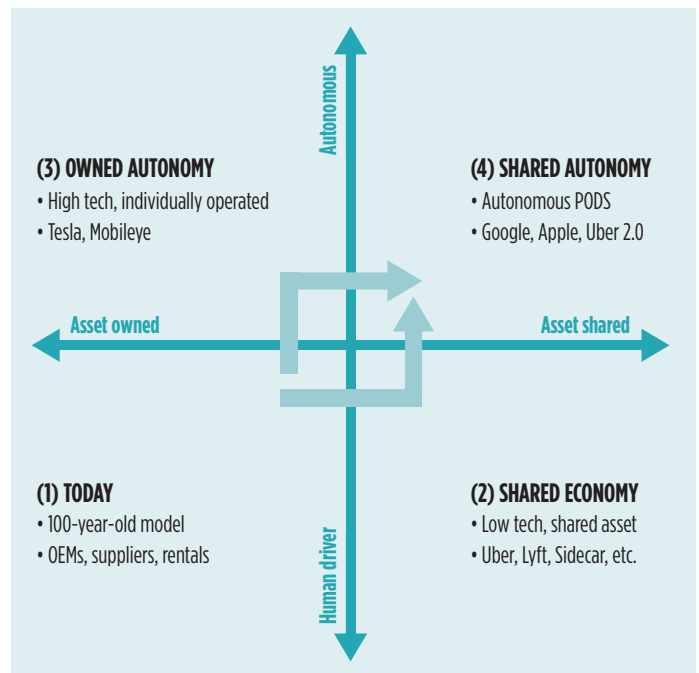 Autonomous
(3) OWNED AUTONOMY
• High tech, individually operated
• Tesla, Mobileye
(4) SHARED AUTONOMY
• Autonomous PODS
• Google, Apple, Uber 2.0
Asset owned
Asset shared
(1) TODAY
• 100-year-old model
• OEMs, suppliers, rentals
(2) SHARED ECONOMY
• Low tech, shared asset
• Uber, Lyft, Sidecar, etc.
Human driver